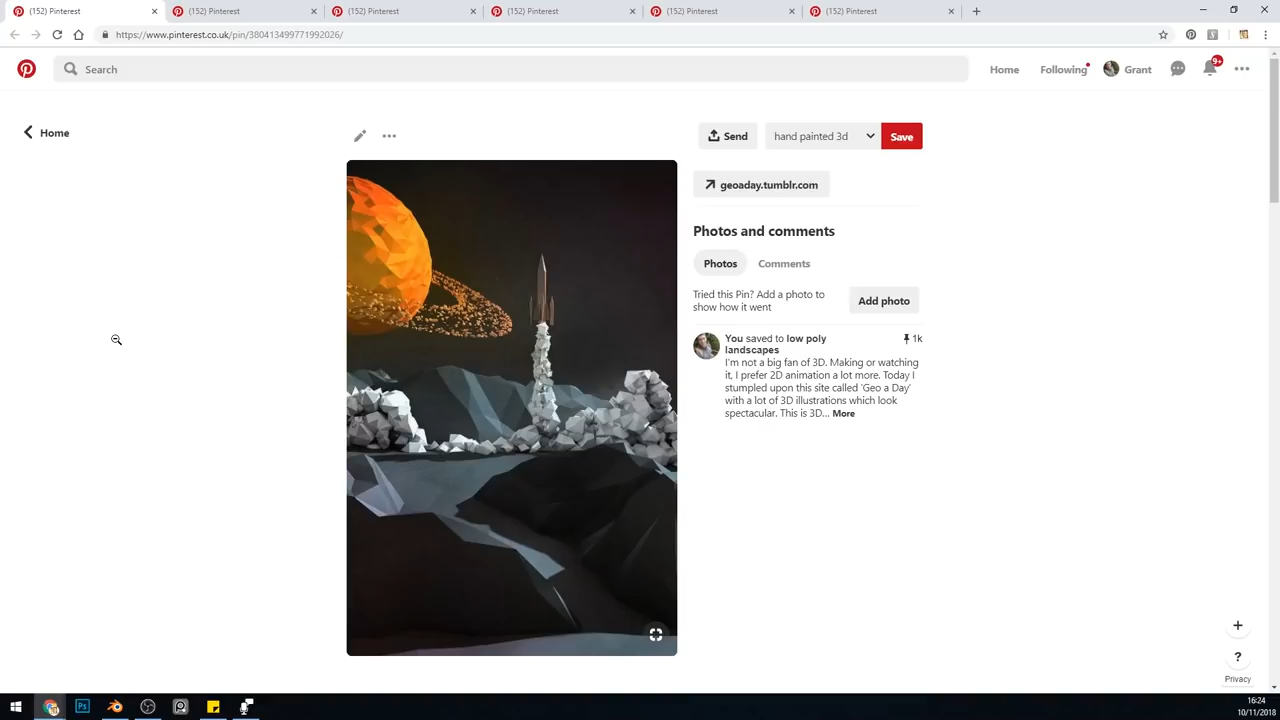 (152) Pinterest
(152) Pinterest
(152) Pinterest
(152) Pinterest
(152) Pinterest
(152) Pinterest
https://www.pinterest.co.uk/pin/380413499771992026/
Search
Home
Following
Grant
9+
Home
Send
hand painted 3d
Save
geoaday.tumblr.com
Photos and comments
Photos
Comments
Tried this Pin? Add a photo to
show how it went
Add photo
You saved to low poly
landscapes
1k
I'm not a big fan of 3D. Making or watching
it, I prefer 2D animation a lot more. Today I
stumpled upon this site called 'Geo a Day'
with a lot of 3D illustrations which look
spectacular. This is 3D... More
?
Privacy
Ps
16:24
10/11/2018